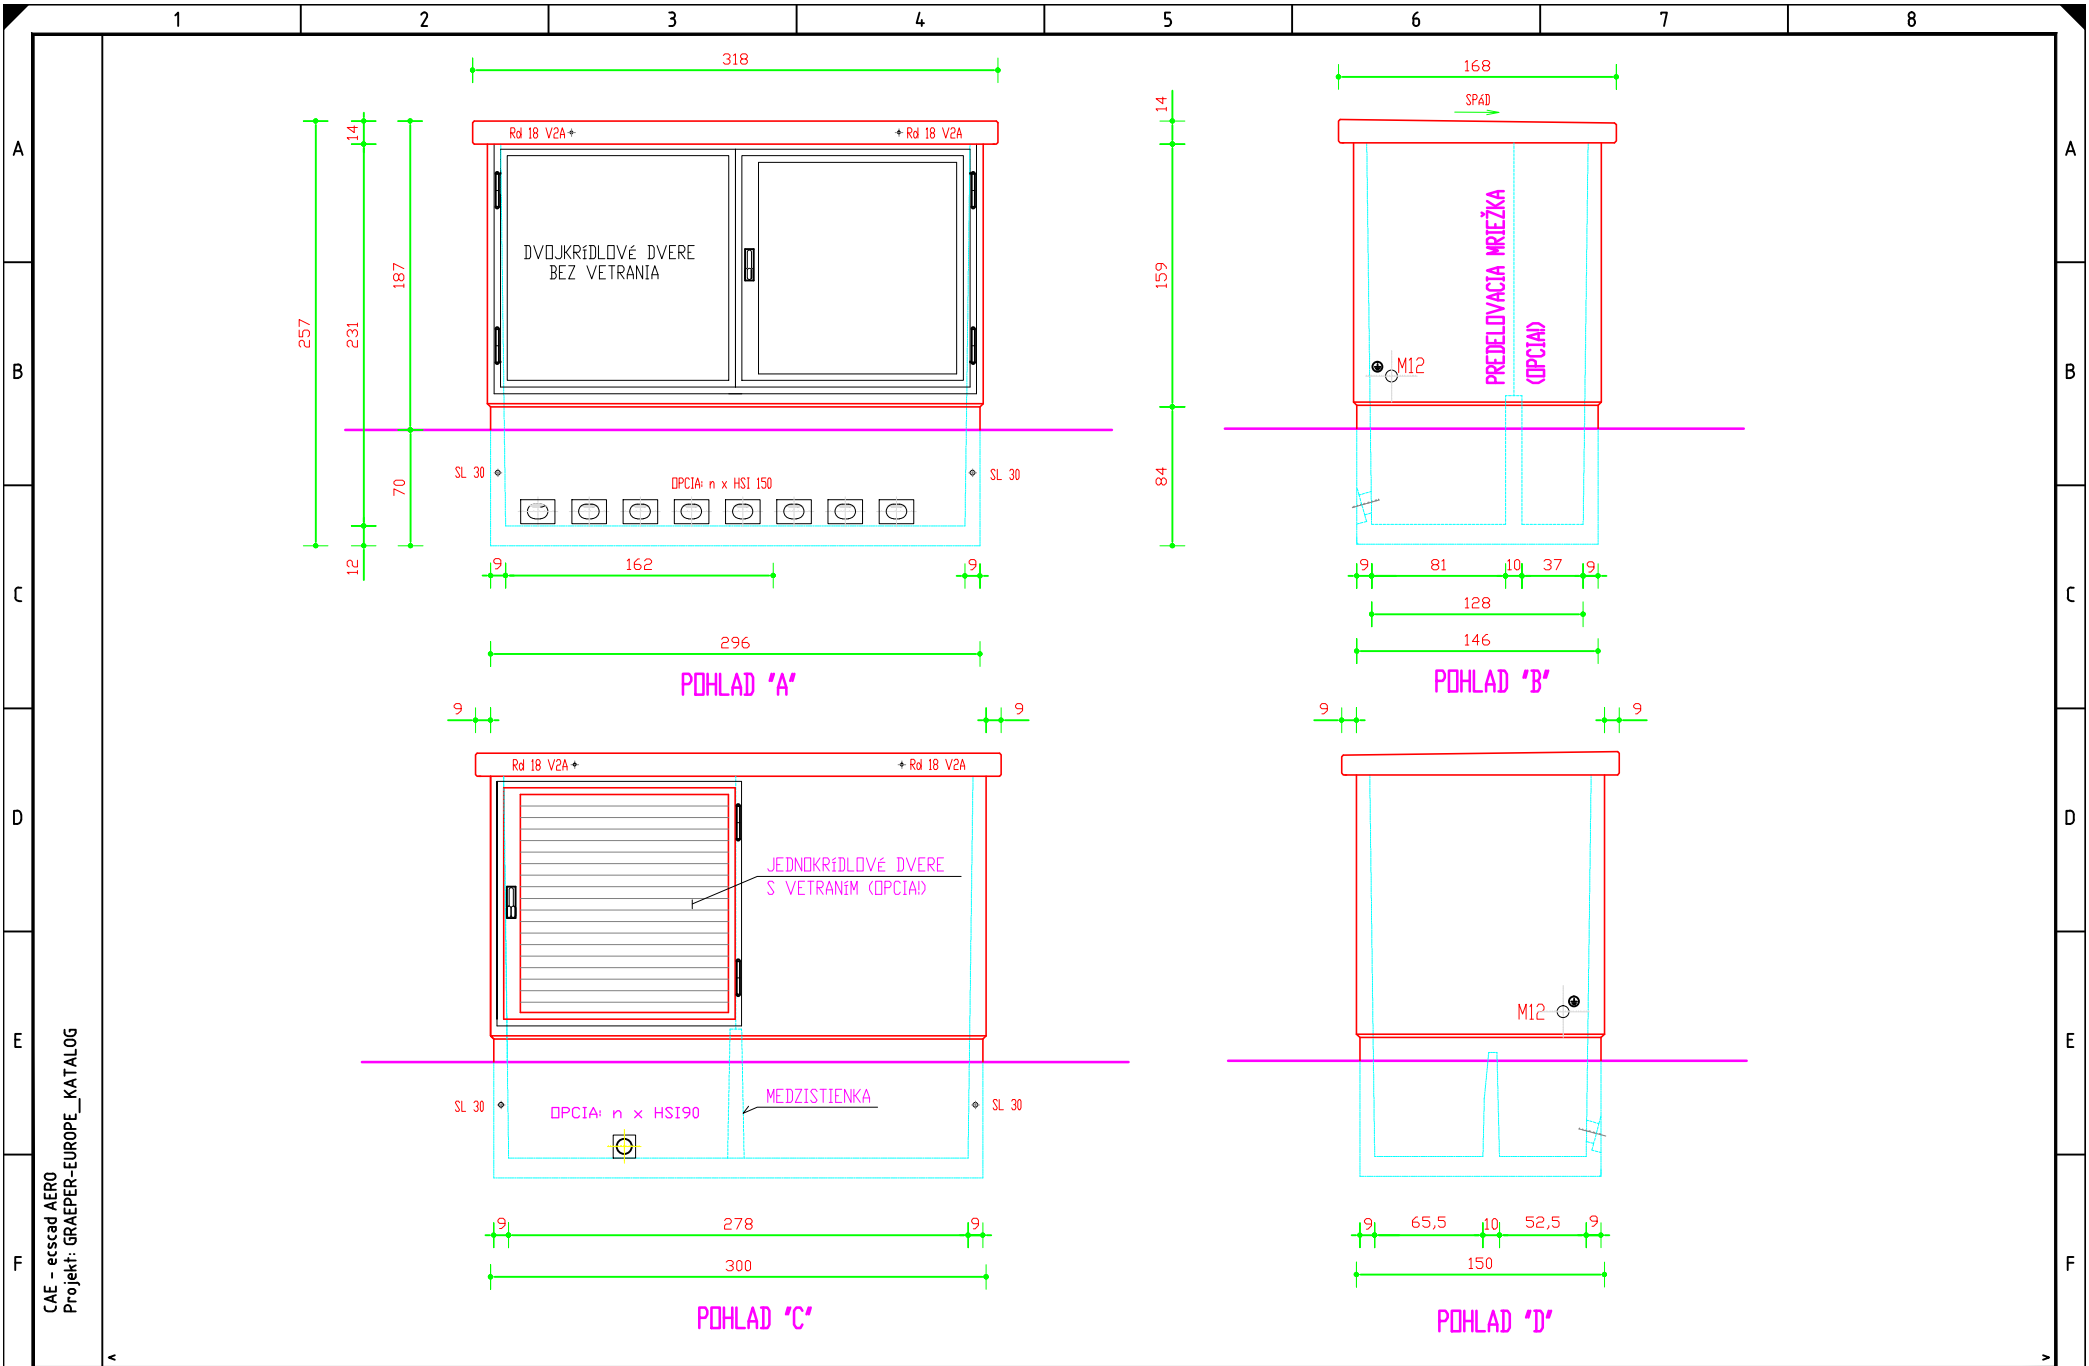 1 2 3 4 5 6 7 8
A
B
C
D
E
F
A
B
C
D
E
F
318
14
187
257
231
70
12
Rd 18 V2A
Rd 18 V2A
DVOJKRÍDLOVÉ DVERE
BEZ VETRANIA
SL 30
SL 30
OPCIA: n x HSI 150
9
162
9
296
POHLAD "A"
168
SPÁD
14
159
84
PREDELOVACIA MRIEŽKA
(OPCIA!)
M12
9
81
10
37
9
128
146
POHLAD "B"
9
9
Rd 18 V2A
Rd 18 V2A
JEDNOKRÍDLOVÉ DVERE
S VETRANÍM (OPCIA!)
MEDZISTIENKA
SL 30
SL 30
OPCIA: n x HSI90
9
278
9
300
POHLAD "C"
9
9
M12
9
65,5
10
52,5
9
150
POHLAD "D"
CAE - ecscad AERO
Projekt: GRAEPER-EUROPE_KATALOG
<
>